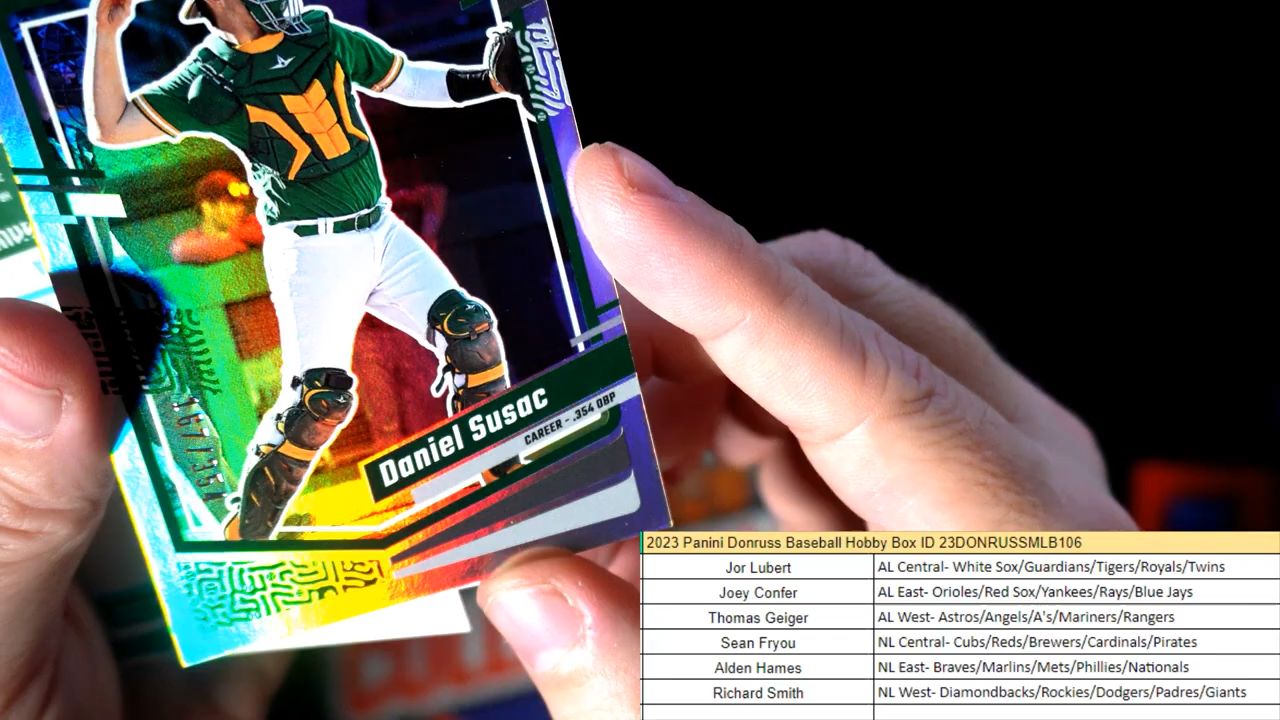 Daniel Susac
CAREER - .354 OBP
2023 Panini Donruss Baseball Hobby Box ID 23DONRUSSMLB106
Jor Lubert AL Central- White Sox/Guardians/Tigers/Royals/Twins
Joey Confer AL East- Orioles/Red Sox/Yankees/Rays/Blue Jays
Thomas Geiger AL West- Astros/Angels/A's/Mariners/Rangers
Sean Fryou NL Central- Cubs/Reds/Brewers/Cardinals/Pirates
Alden Hames NL East- Braves/Marlins/Mets/Phillies/Nationals
Richard Smith NL West- Diamondbacks/Rockies/Dodgers/Padres/Giants